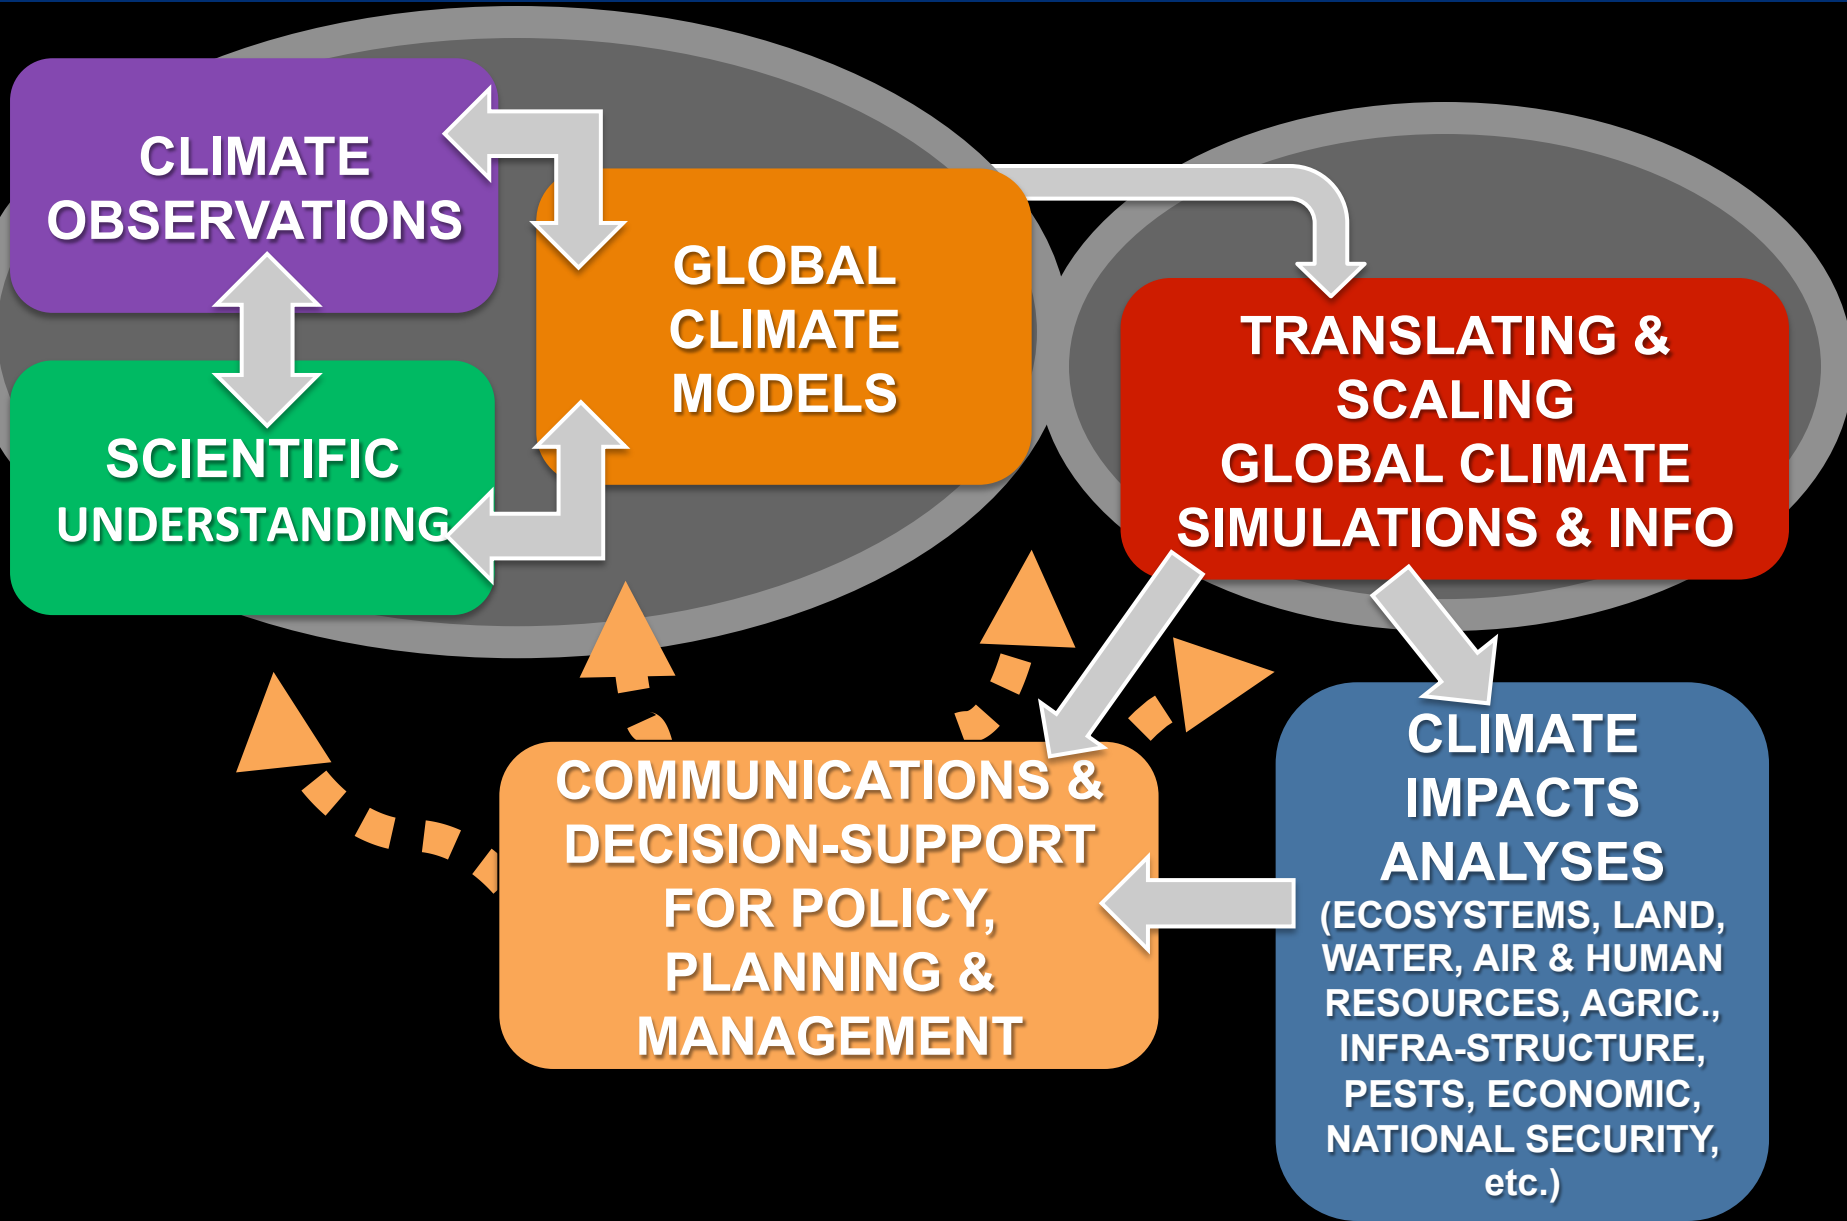 CLIMATE
OBSERVATIONS
SCIENTIFIC
UNDERSTANDING
GLOBAL
CLIMATE
MODELS
TRANSLATING &
SCALING
GLOBAL CLIMATE
SIMULATIONS & INFO
COMMUNICATIONS &
DECISION-SUPPORT
FOR POLICY,
PLANNING &
MANAGEMENT
CLIMATE
IMPACTS
ANALYSES
(ECOSYSTEMS, LAND,
WATER, AIR & HUMAN
RESOURCES, AGRIC.,
INFRA-STRUCTURE,
PESTS, ECONOMIC,
NATIONAL SECURITY,
etc.)